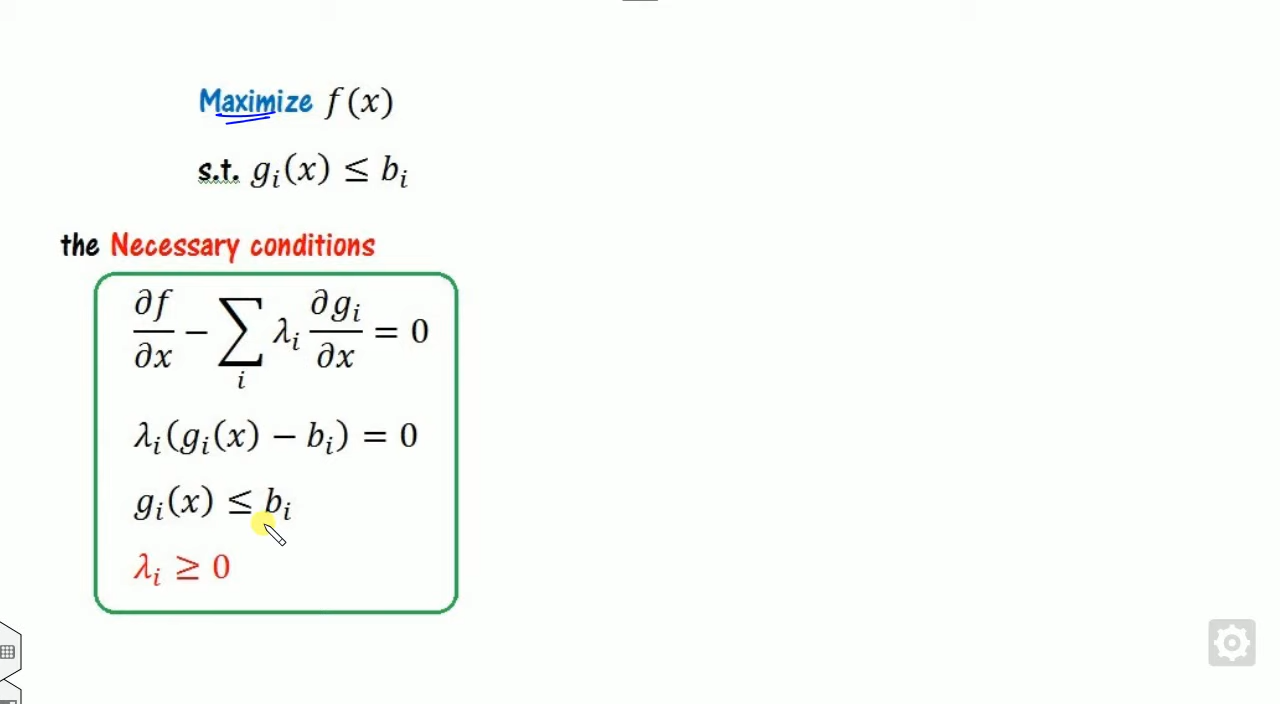 Maximize f(x)
s.t. gᵢ(x) ≤ bᵢ
the Necessary conditions
∂f/∂x − ∑ᵢ λᵢ ∂gᵢ/∂x = 0
λᵢ(gᵢ(x) − bᵢ) = 0
gᵢ(x) ≤ bᵢ
λᵢ ≥ 0